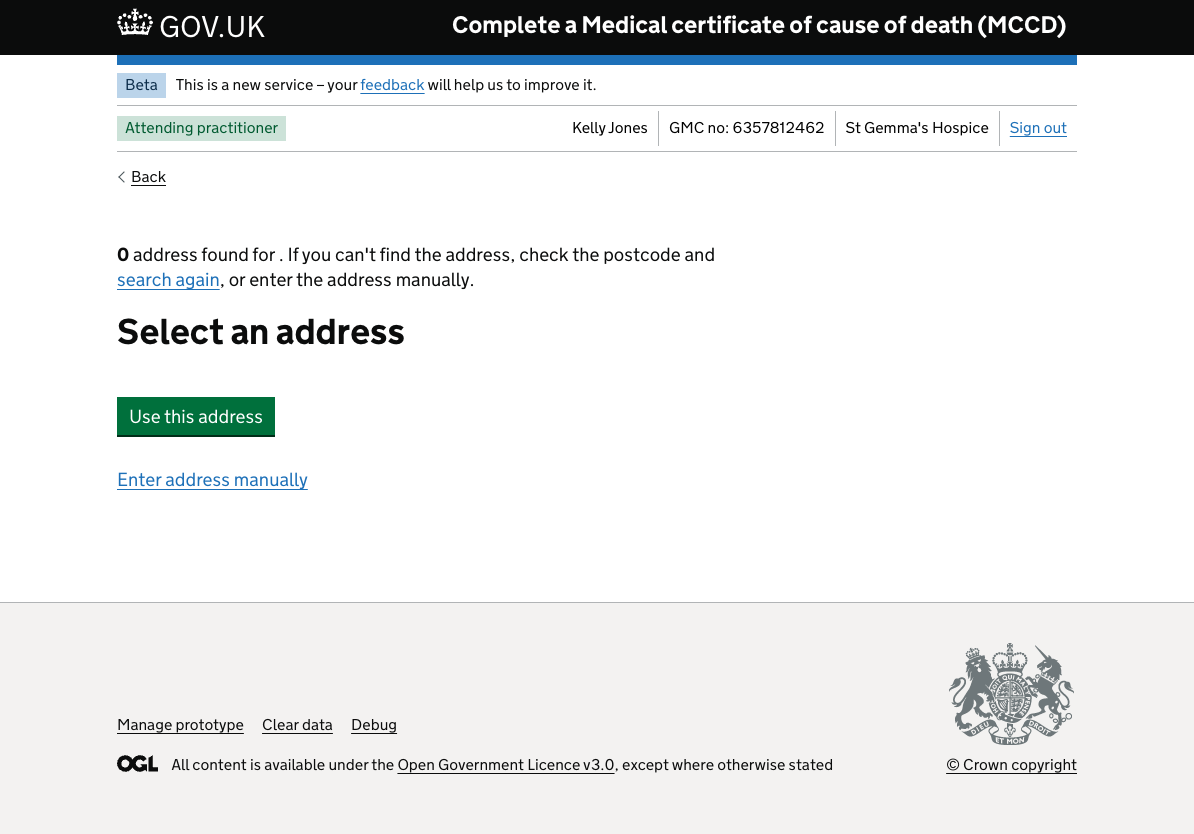 GOV.UK
Complete a Medical certificate of cause of death (MCCD)
Beta This is a new service – your feedback will help us to improve it.
Attending practitioner Kelly Jones GMC no: 6357812462 St Gemma's Hospice Sign out
Back
0 address found for . If you can't find the address, check the postcode and
search again, or enter the address manually.
Select an address
Use this address
Enter address manually
Manage prototype Clear data Debug
OGL All content is available under the Open Government Licence v3.0, except where otherwise stated
DIEU ET MON DROIT
© Crown copyright